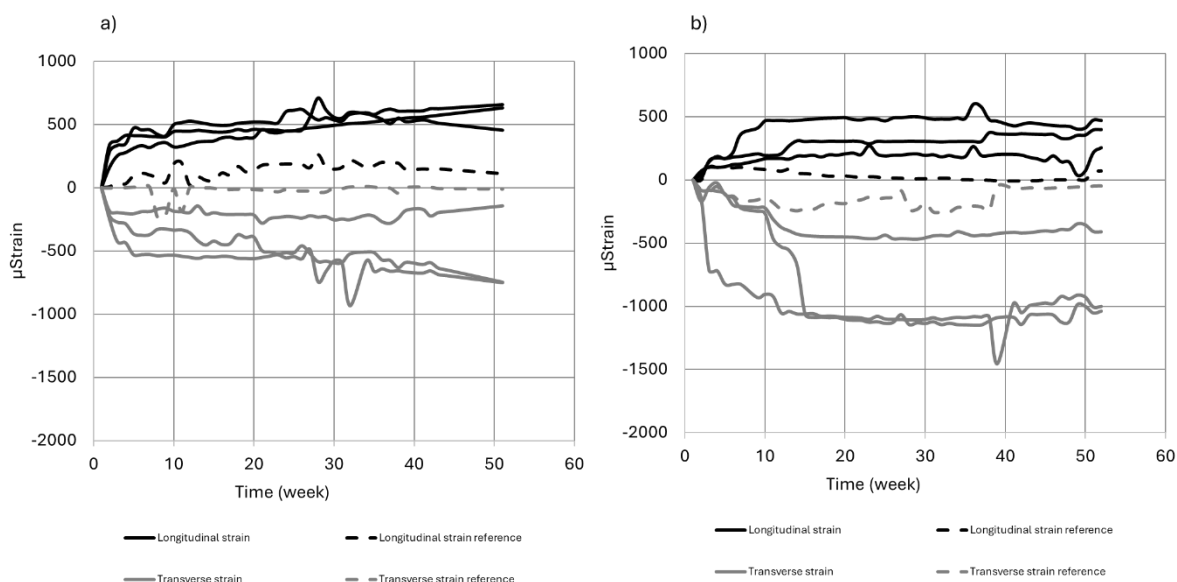 a)
1000
500
0
-500
-1000
-1500
-2000
µStrain
0 10 20 30 40 50 60
Time (week)
Longitudinal strain Longitudinal strain reference
Transverse strain Transverse strain reference
b)
1000
500
0
-500
-1000
-1500
-2000
µStrain
0 10 20 30 40 50 60
Time (week)
Longitudinal strain Longitudinal strain reference
Transverse strain Transverse strain reference